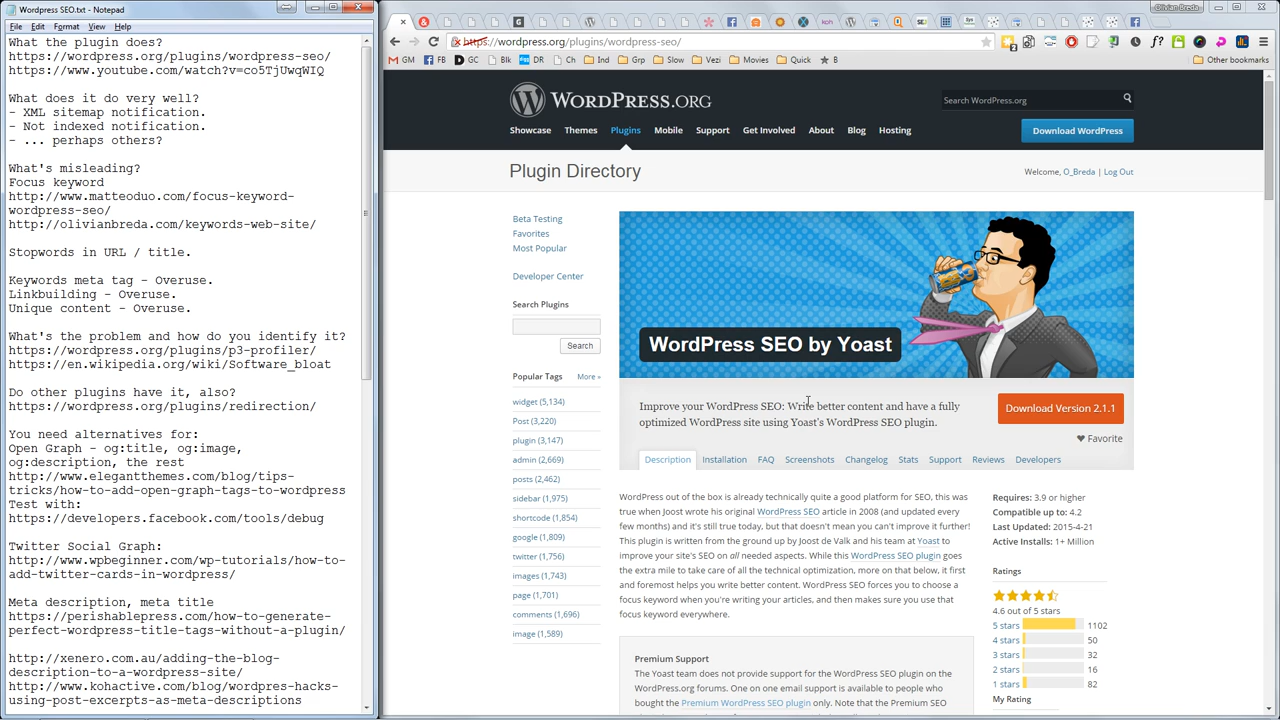 WordPress SEO.txt - Notepad
File Edit Format View Help
What the plugin does?
https://wordpress.org/plugins/wordpress-seo/
https://www.youtube.com/watch?v=co5TjUwqWIQ
What does it do very well?
- XML sitemap notification.
- Not indexed notification.
- ... perhaps others?
What's misleading?
Focus keyword
http://www.matteoduo.com/focus-keyword-
wordpress-seo/
http://olivianbreda.com/keywords-web-site/
Stopwords in URL / title.
Keywords meta tag - Overuse.
Linkbuilding - Overuse.
Unique content - Overuse.
What's the problem and how do you identify it?
https://wordpress.org/plugins/p3-profiler/
https://en.wikipedia.org/wiki/Software_bloat
Do other plugins have it, also?
https://wordpress.org/plugins/redirection/
You need alternatives for:
Open Graph - og:title, og:image,
og:description, the rest
http://www.elegantthemes.com/blog/tips-
tricks/how-to-add-open-graph-tags-to-wordpress
Test with:
https://developers.facebook.com/tools/debug
Twitter Social Graph:
http://www.wpbeginner.com/wp-tutorials/how-to-
add-twitter-cards-in-wordpress/
Meta description, meta title
https://perishablepress.com/how-to-generate-
perfect-wordpress-title-tags-without-a-plugin/
http://xenero.com.au/adding-the-blog-
description-to-a-wordpress-site/
http://www.kohactive.com/blog/wordpres-hacks-
using-post-excerpts-as-meta-descriptions
Olivian Breda
https://wordpress.org/plugins/wordpress-seo/
GM FB GC Blk DR Ch Ind Grp Slow Vezi Movies Quick B Other bookmarks
WORDPRESS.ORG
Search WordPress.org
Showcase Themes Plugins Mobile Support Get Involved About Blog Hosting
Download WordPress
Plugin Directory
Welcome, O_Breda | Log Out
Beta Testing
Favorites
Most Popular
Developer Center
Search Plugins
Search
Popular Tags More »
widget (5,134)
Post (3,220)
plugin (3,147)
admin (2,669)
posts (2,462)
sidebar (1,975)
shortcode (1,854)
google (1,809)
twitter (1,756)
images (1,743)
page (1,701)
comments (1,696)
image (1,589)
WordPress SEO by Yoast
Improve your WordPress SEO: Write better content and have a fully
optimized WordPress site using Yoast's WordPress SEO plugin.
Download Version 2.1.1
Favorite
Description Installation FAQ Screenshots Changelog Stats Support Reviews Developers
WordPress out of the box is already technically quite a good platform for SEO, this was
true when Joost wrote his original WordPress SEO article in 2008 (and updated every
few months) and it's still true today, but that doesn't mean you can't improve it further!
This plugin is written from the ground up by Joost de Valk and his team at Yoast to
improve your site's SEO on all needed aspects. While this WordPress SEO plugin goes
the extra mile to take care of all the technical optimization, more on that below, it first
and foremost helps you write better content. WordPress SEO forces you to choose a
focus keyword when you're writing your articles, and then makes sure you use that
focus keyword everywhere.
Premium Support
The Yoast team does not provide support for the WordPress SEO plugin on the
WordPress.org forums. One on one email support is available to people who
bought the Premium WordPress SEO plugin only. Note that the Premium SEO
Requires: 3.9 or higher
Compatible up to: 4.2
Last Updated: 2015-4-21
Active Installs: 1+ Million
Ratings
4.6 out of 5 stars
5 stars 1102
4 stars 50
3 stars 32
2 stars 16
1 stars 82
My Rating